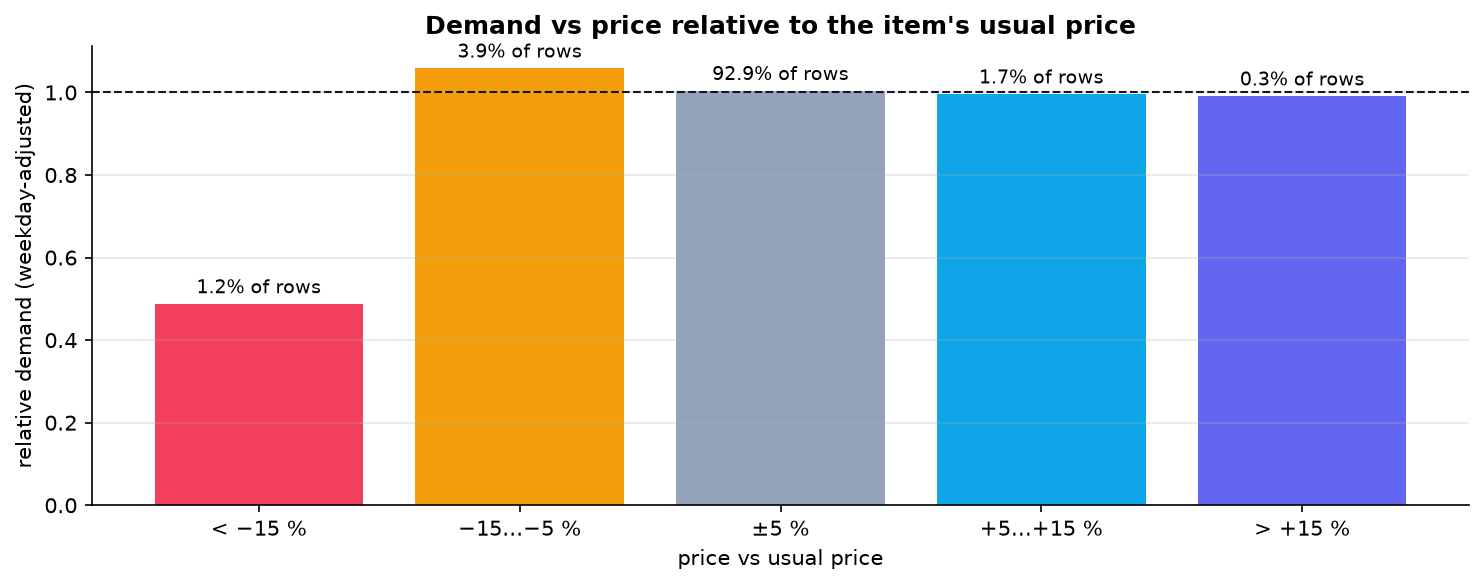 Demand vs price relative to the item's usual price
3.9% of rows
92.9% of rows
1.7% of rows
0.3% of rows
1.2% of rows
relative demand (weekday-adjusted)
1.0
0.8
0.6
0.4
0.2
0.0
< −15 %
−15…−5 %
±5 %
+5…+15 %
> +15 %
price vs usual price